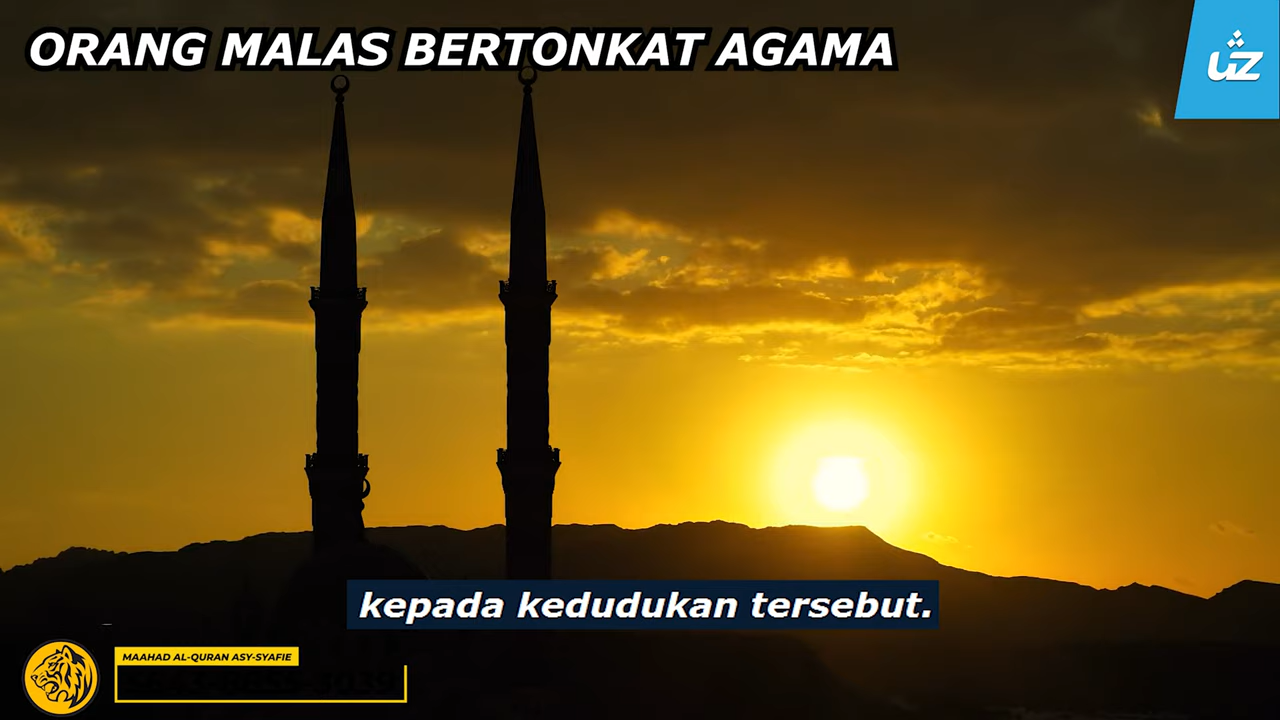 ORANG MALAS BERTONKAT AGAMA
kepada kedudukan tersebut.
MAAHAD AL-QURAN ASY-SYAFIE